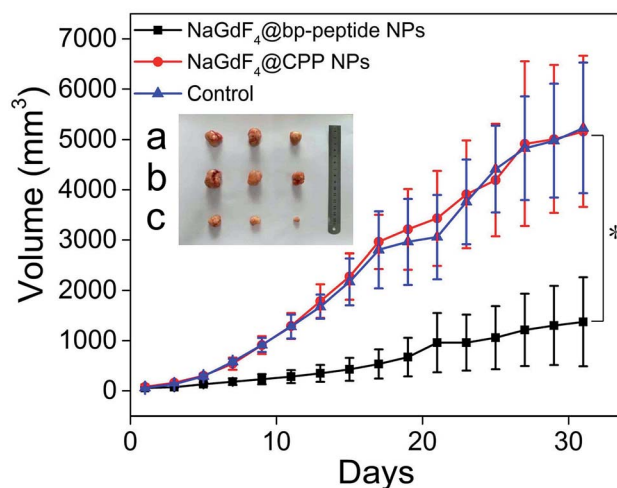 7000
6000
5000
4000
3000
2000
1000
0
Volume (mm³)
NaGdF₄@bp-peptide NPs
NaGdF₄@CPP NPs
Control
a
b
c
*
0
10
20
30
Days